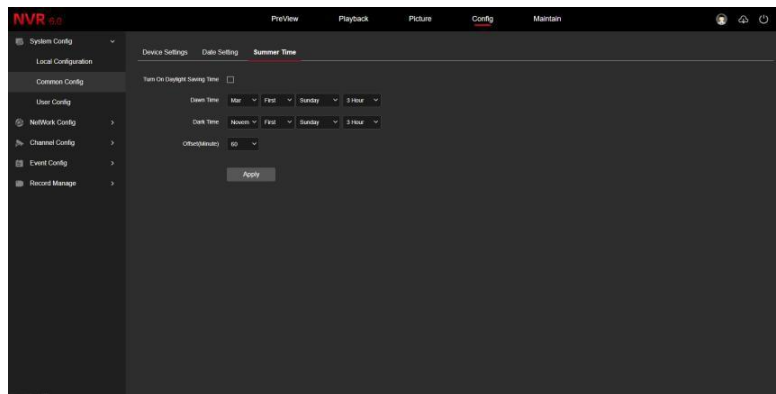 NVR 6.0
PreView Playback Picture Config Maintain
System Config
Local Configuration
Common Config
User Config
NetWork Config
Channel Config
Event Config
Record Manage
Device Settings Date Setting Summer Time
Turn On Daylight Saving Time
Dawn Time Mar First Sunday 3 Hour
Dark Time Novem First Sunday 3 Hour
Offset(Minute) 60
Apply